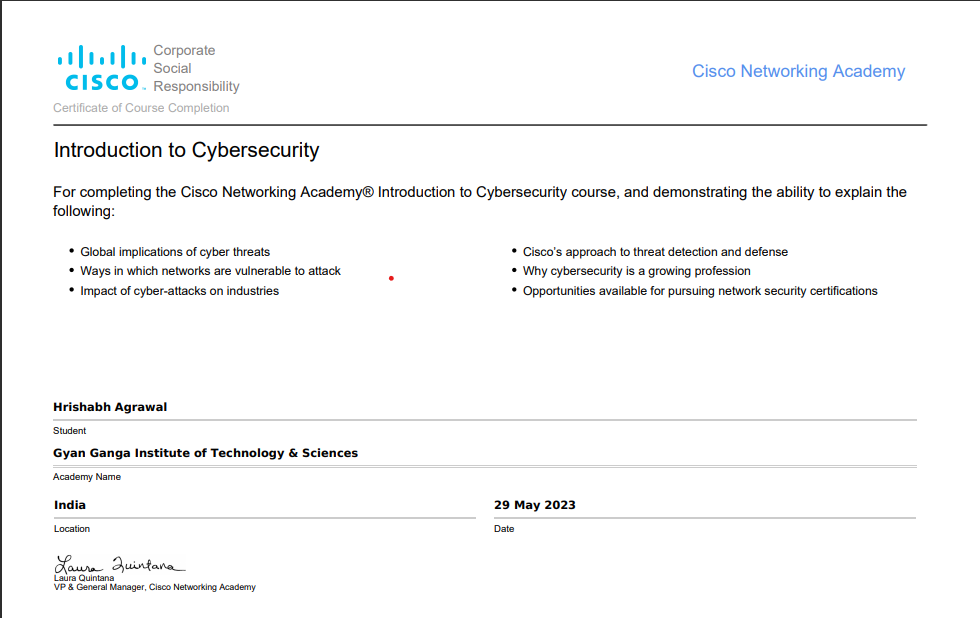 Corporate
Social
CISCO Responsibility
Cisco Networking Academy
Certificate of Course Completion
Introduction to Cybersecurity
For completing the Cisco Networking Academy® Introduction to Cybersecurity course, and demonstrating the ability to explain the
following:
• Global implications of cyber threats
• Ways in which networks are vulnerable to attack
• Impact of cyber-attacks on industries
• Cisco’s approach to threat detection and defense
• Why cybersecurity is a growing profession
• Opportunities available for pursuing network security certifications
Hrishabh Agrawal
Student
Gyan Ganga Institute of Technology & Sciences
Academy Name
India
Location
29 May 2023
Date
Laura Quintana
Laura Quintana
VP & General Manager, Cisco Networking Academy